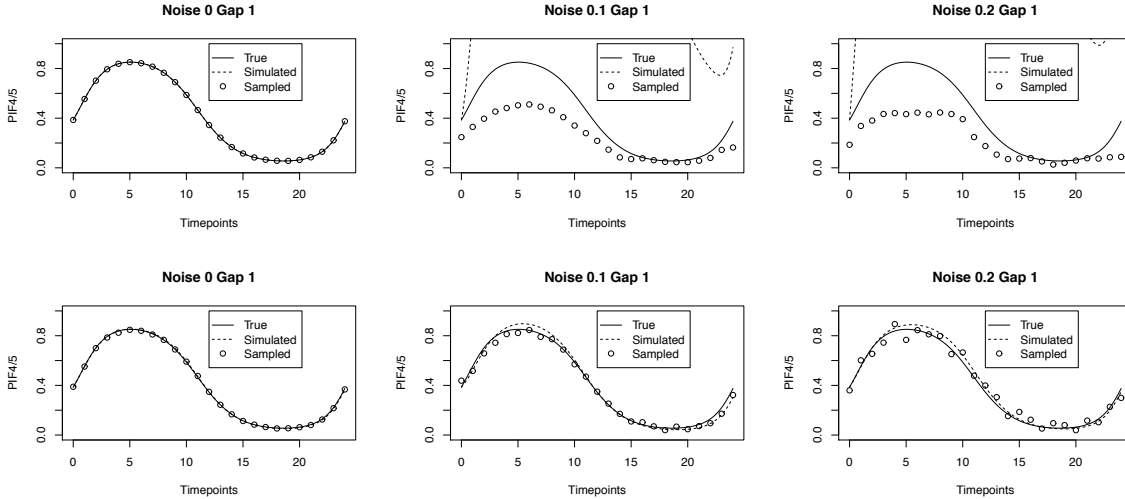 Noise 0 Gap 1
Noise 0.1 Gap 1
Noise 0.2 Gap 1
PIF4/5
0.0 0.4 0.8
True
Simulated
Sampled
0 5 10 15 20
Timepoints
PIF4/5
0.0 0.4 0.8
True
Simulated
Sampled
0 5 10 15 20
Timepoints
PIF4/5
0.0 0.4 0.8
True
Simulated
Sampled
0 5 10 15 20
Timepoints
Noise 0 Gap 1
Noise 0.1 Gap 1
Noise 0.2 Gap 1
PIF4/5
0.0 0.4 0.8
True
Simulated
Sampled
0 5 10 15 20
Timepoints
PIF4/5
0.0 0.4 0.8
True
Simulated
Sampled
0 5 10 15 20
Timepoints
PIF4/5
0.0 0.4 0.8
True
Simulated
Sampled
0 5 10 15 20
Timepoints